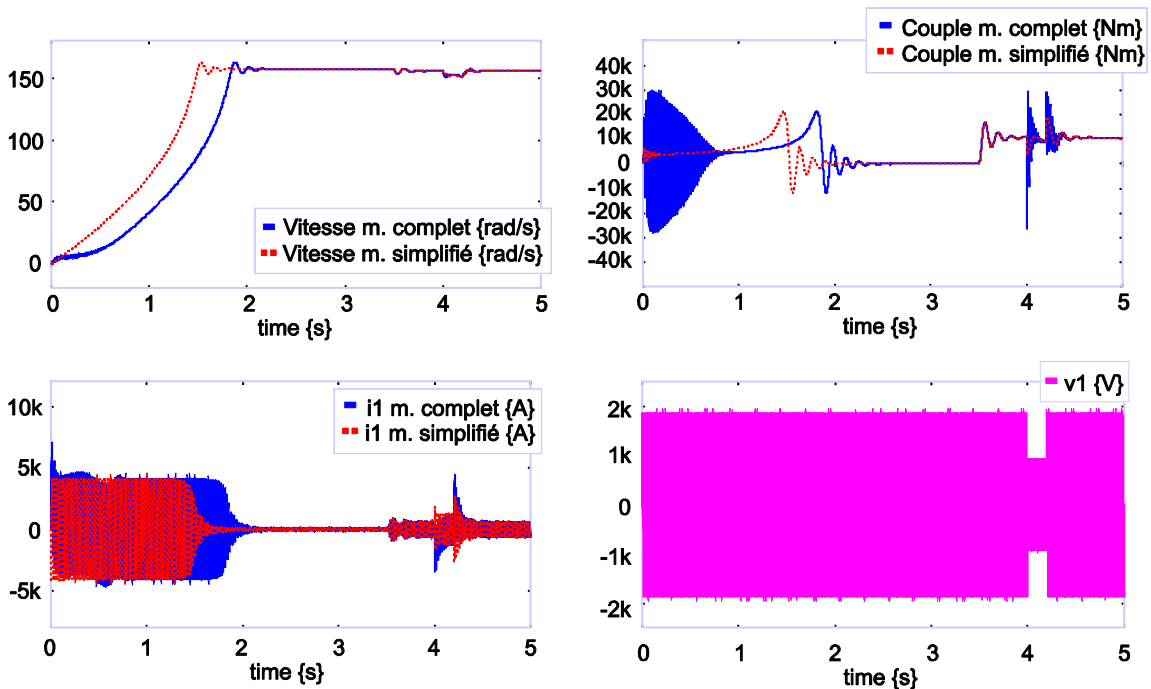 150
100
50
0
Vitesse m. complet {rad/s}
Vitesse m. simplifié {rad/s}
0 1 2 3 4 5
time {s}
Couple m. complet {Nm}
Couple m. simplifié {Nm}
40k
30k
20k
10k
0
-10k
-20k
-30k
-40k
0 1 2 3 4 5
time {s}
10k
5k
0
-5k
i1 m. complet {A}
i1 m. simplifié {A}
0 1 2 3 4 5
time {s}
v1 {V}
2k
1k
0
-1k
-2k
0 1 2 3 4 5
time {s}